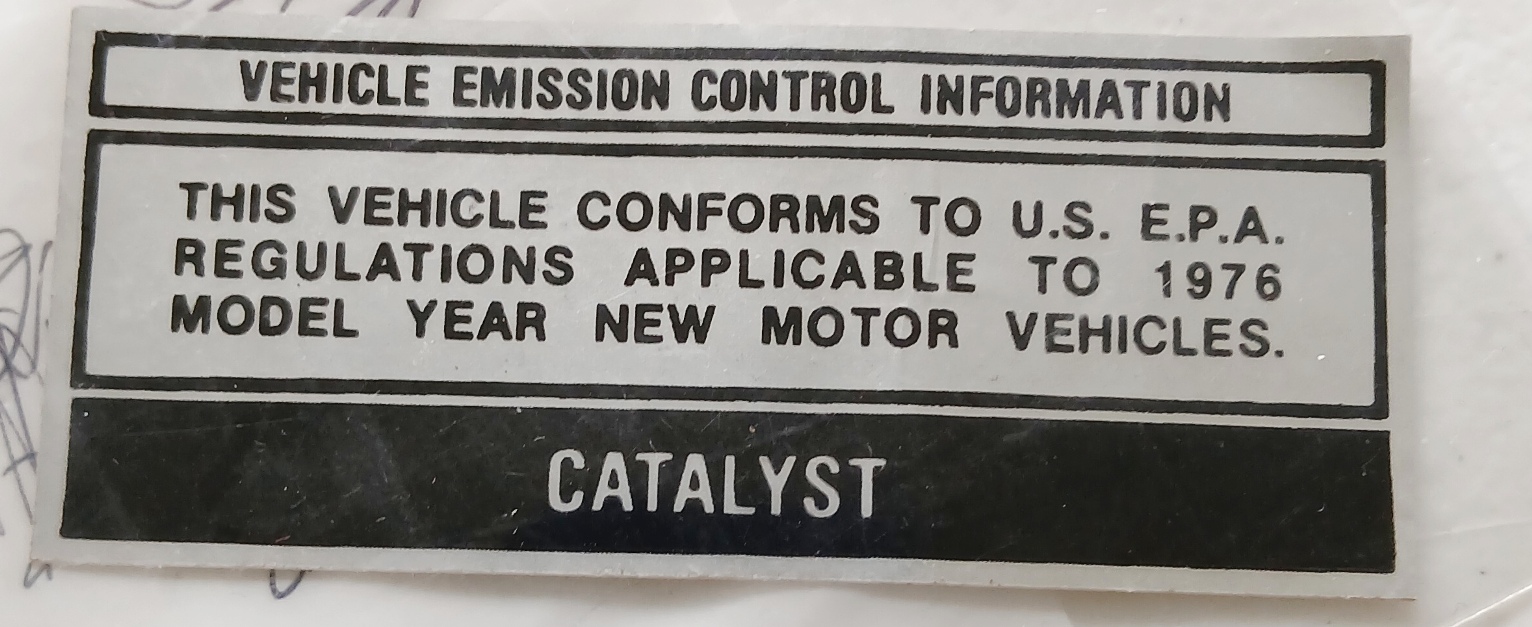 VEHICLE EMISSION CONTROL INFORMATION
THIS VEHICLE CONFORMS TO U.S. E.P.A.
REGULATIONS APPLICABLE TO 1976
MODEL YEAR NEW MOTOR VEHICLES.
CATALYST